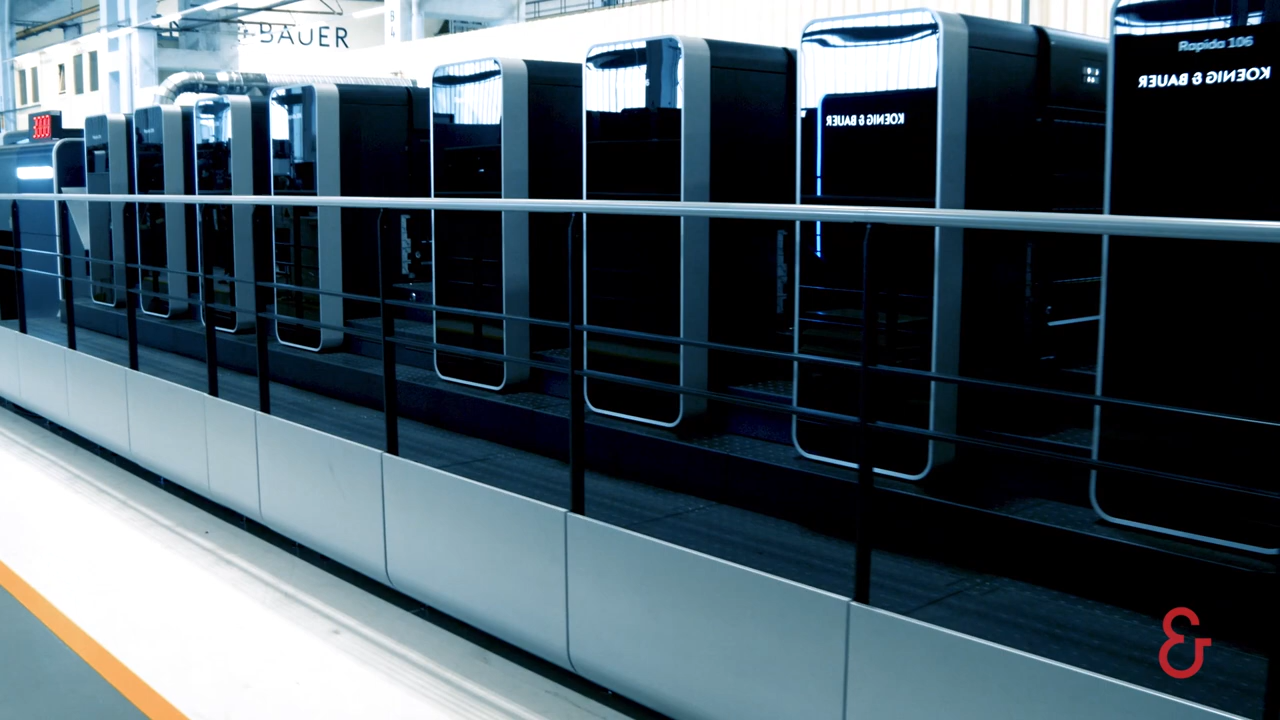 & BAUER
Rapida 106
KOENIG & BAUER
KOENIG & BAUER
3000
&